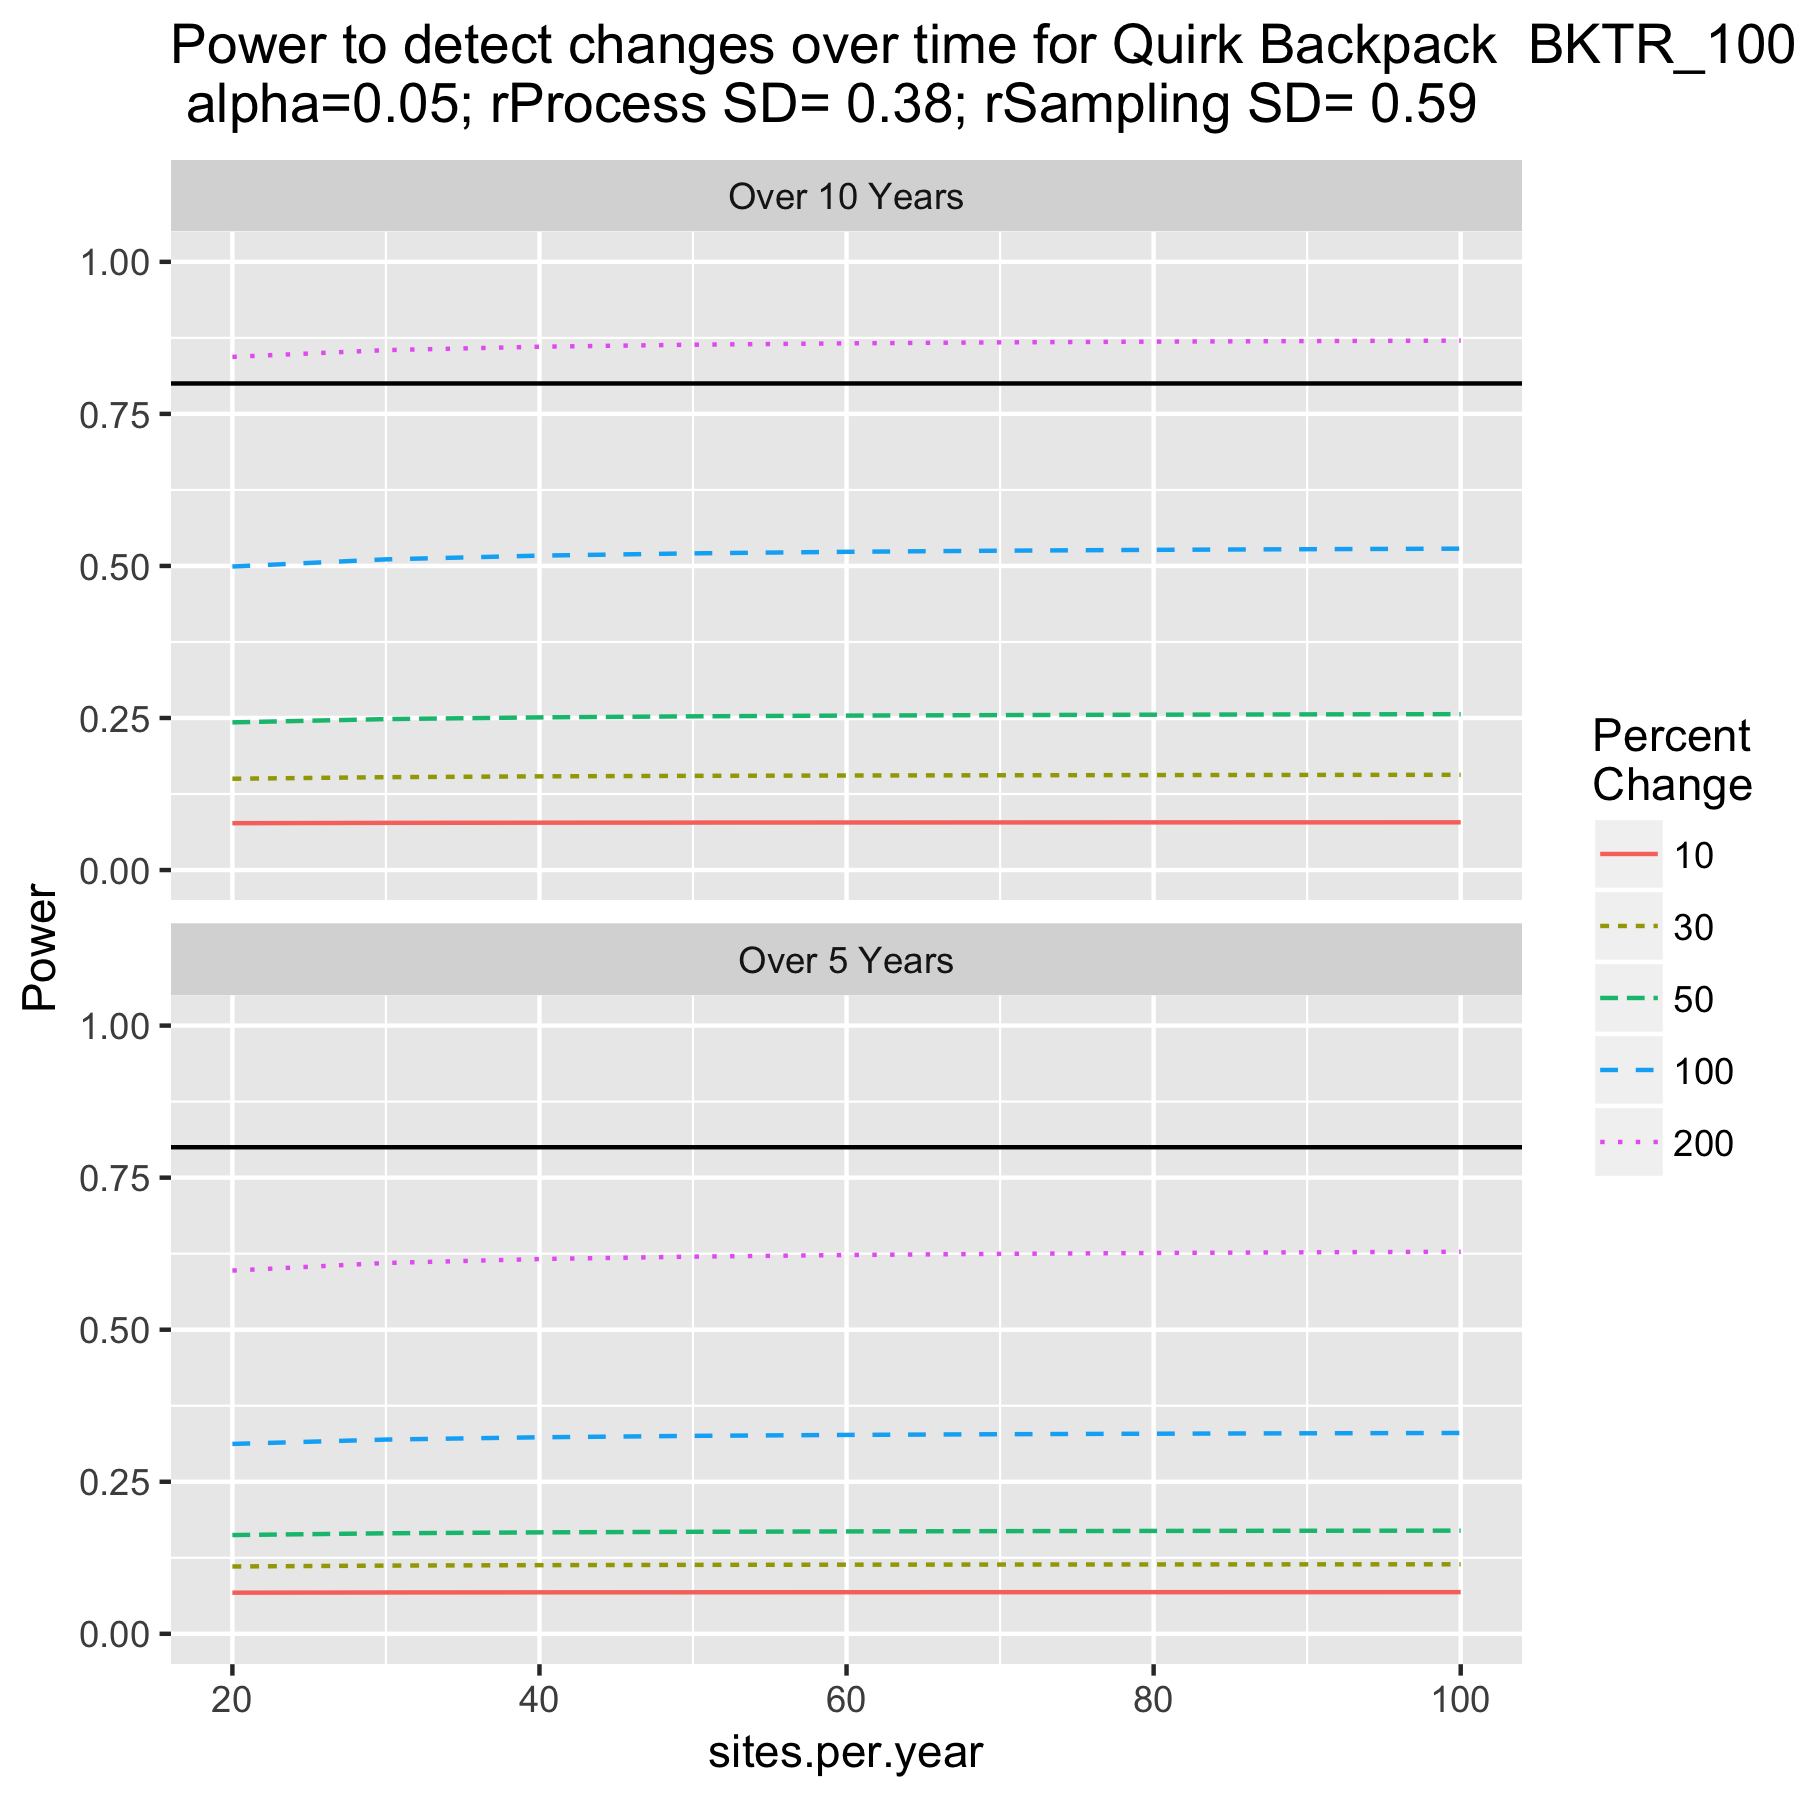 Power to detect changes over time for Quirk Backpack  BKTR_100
alpha=0.05; rProcess SD= 0.38; rSampling SD= 0.59
Over 10 Years
1.00
0.75
0.50
0.25
0.00
Power
Over 5 Years
1.00
0.75
0.50
0.25
0.00
20 40 60 80 100
sites.per.year
Percent
Change
10
30
50
100
200